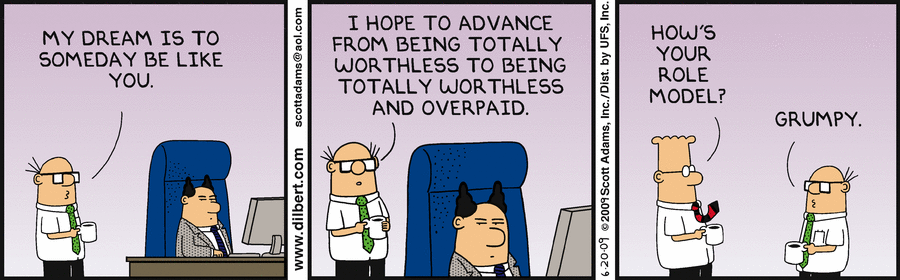 MY DREAM IS TO
SOMEDAY BE LIKE
YOU.
www.dilbert.com scottadams@aol.com
I HOPE TO ADVANCE
FROM BEING TOTALLY
WORTHLESS TO BEING
TOTALLY WORTHLESS
AND OVERPAID.
6-20-09 ©2009 Scott Adams, Inc./Dist. by UFS, Inc.
HOW'S
YOUR
ROLE
MODEL?
GRUMPY.